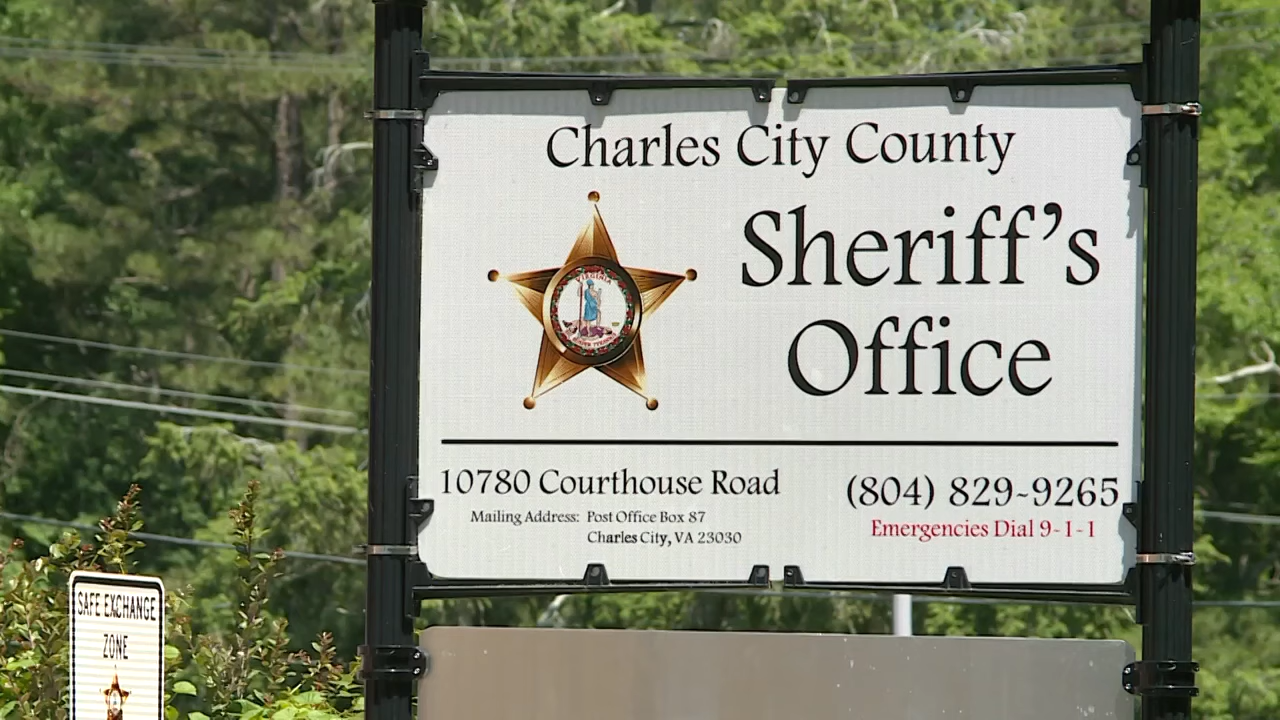 Charles City County
Sheriff's
Office
VIRGINIA
10780 Courthouse Road
(804) 829-9265
Mailing Address: Post Office Box 87
Charles City, VA 23030
Emergencies Dial 9-1-1
SAFE EXCHANGE
ZONE